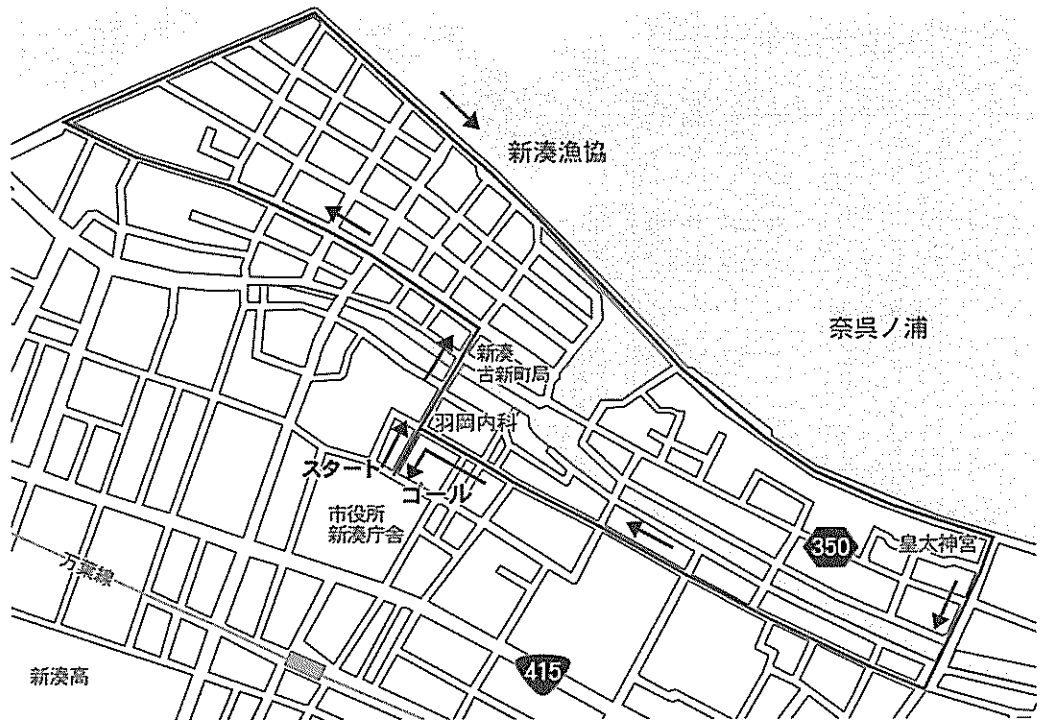 新湊漁協
奈呉ノ浦
新湊
古新町局
羽岡内科
スタート
ゴール
市役所
新湊庁舎
350
皇大神宮
万葉線
415
新湊高